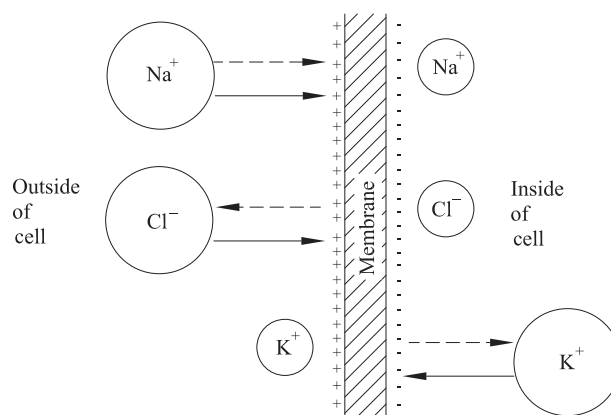 Na+
Na+
Outside
of
cell
Cl−
Membrane
Cl−
Inside
of
cell
K+
K+